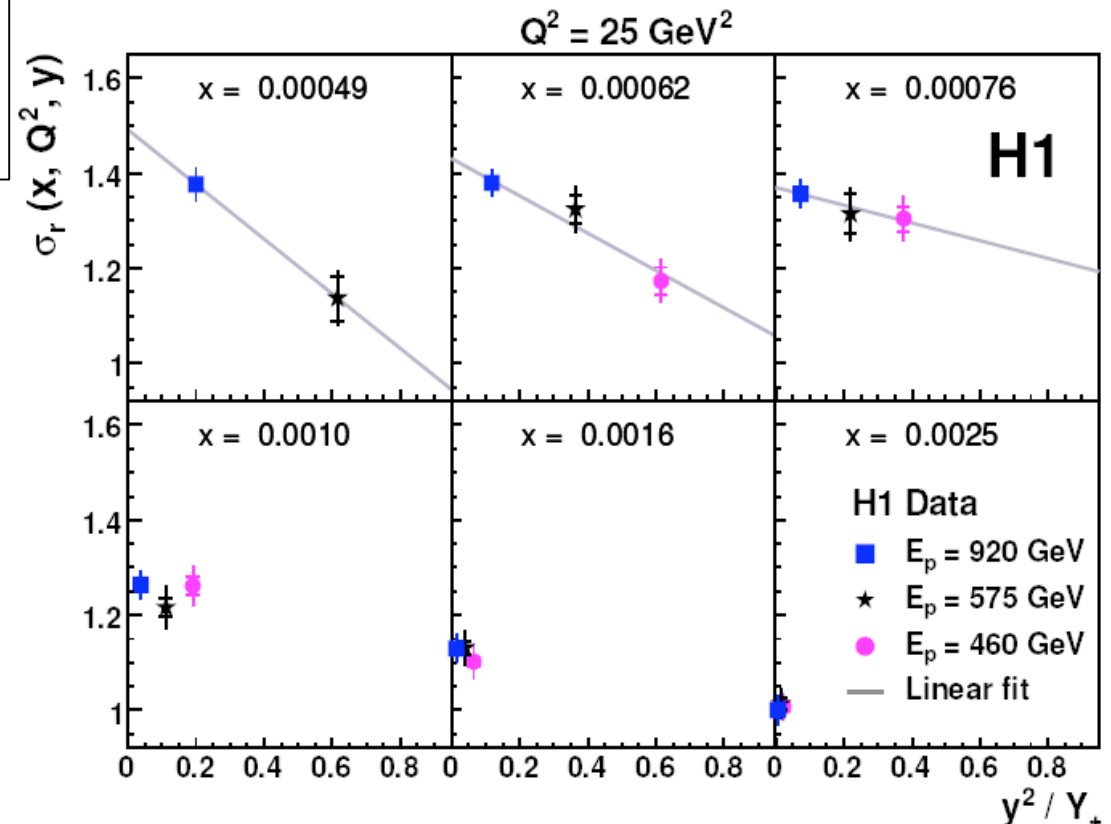 Q² = 25 GeV²
σr (x, Q², y)
1.6
1.4
1.2
1
x = 0.00049
x = 0.00062
x = 0.00076
H1
1.6
1.4
1.2
1
x = 0.0010
x = 0.0016
x = 0.0025
H1 Data
Ep = 920 GeV
Ep = 575 GeV
Ep = 460 GeV
Linear fit
0 0.2 0.4 0.6 0.8 0 0.2 0.4 0.6 0.8 0 0.2 0.4 0.6 0.8
y² / Y+